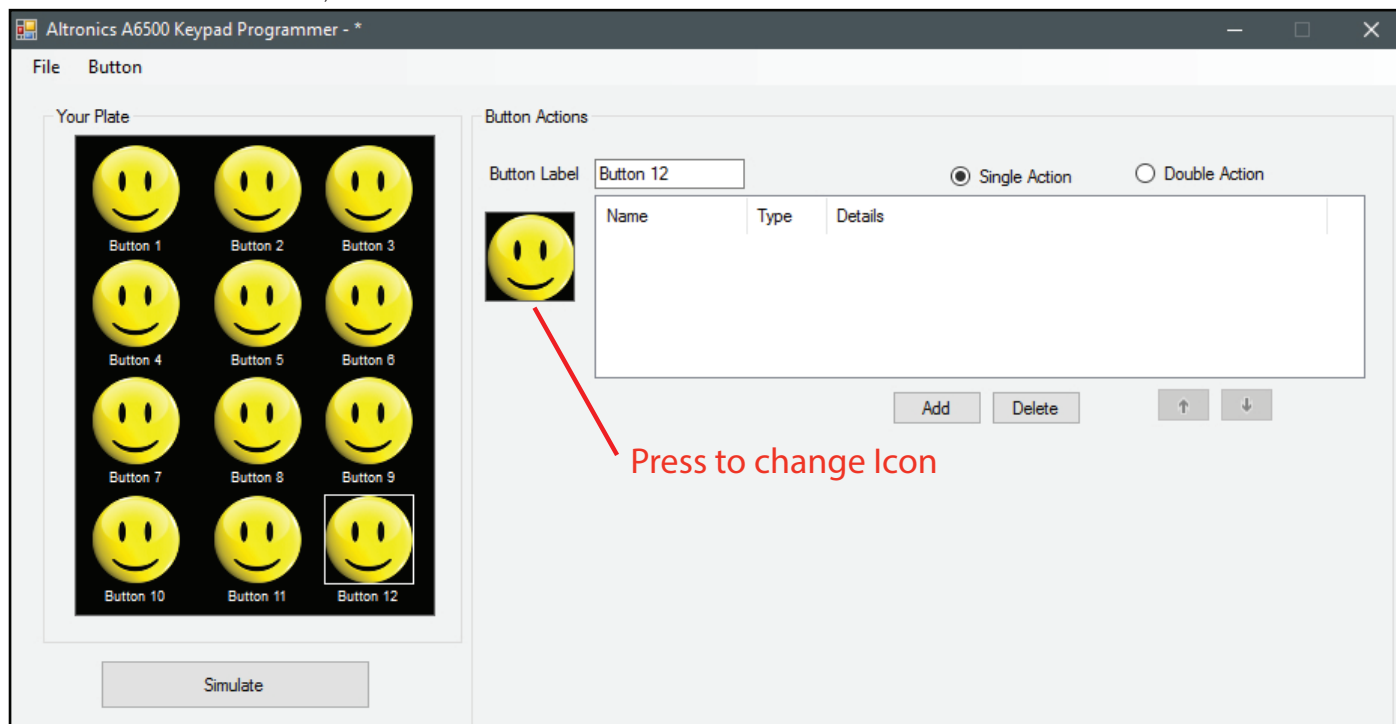 Altronics A6500 Keypad Programmer - *
File Button
Your Plate
Button 1 Button 2 Button 3
Button 4 Button 5 Button 6
Button 7 Button 8 Button 9
Button 10 Button 11 Button 12
Simulate
Button Actions
Button Label Button 12 Single Action Double Action
Name Type Details
Add Delete
Press to change Icon